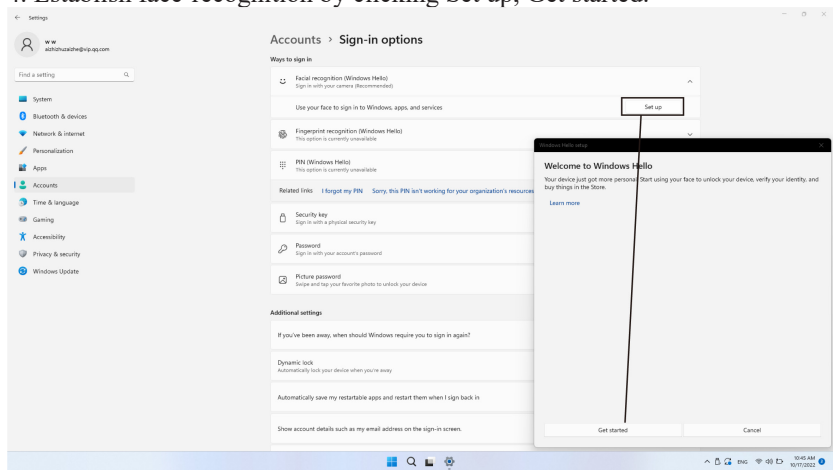 4. Establish face recognition by clicking Set up, Get started.
Settings
w w
aizhizhuzaizhe@vip.qq.com
Find a setting
System
Bluetooth & devices
Network & internet
Personalization
Apps
Accounts
Time & language
Gaming
Accessibility
Privacy & security
Windows Update
Accounts > Sign-in options
Ways to sign in
Facial recognition (Windows Hello)
Sign in with your camera (Recommended)
Use your face to sign in to Windows, apps, and services
Set up
Fingerprint recognition (Windows Hello)
This option is currently unavailable
PIN (Windows Hello)
This option is currently unavailable
Related links I forgot my PIN Sorry, this PIN isn't working for your organization's resources
Security key
Sign in with a physical security key
Password
Sign in with your account's password
Picture password
Swipe and tap your favorite photo to unlock your device
Additional settings
If you've been away, when should Windows require you to sign in again?
Dynamic lock
Automatically lock your device when you're away
Automatically save my restartable apps and restart them when I sign back in
Show account details such as my email address on the sign-in screen.
Windows Hello setup
Welcome to Windows Hello
Your device just got more personal. Start using your face to unlock your device, verify your identity, and
buy things in the Store.
Learn more
Get started
Cancel
ENG
10:45 AM
10/17/2022